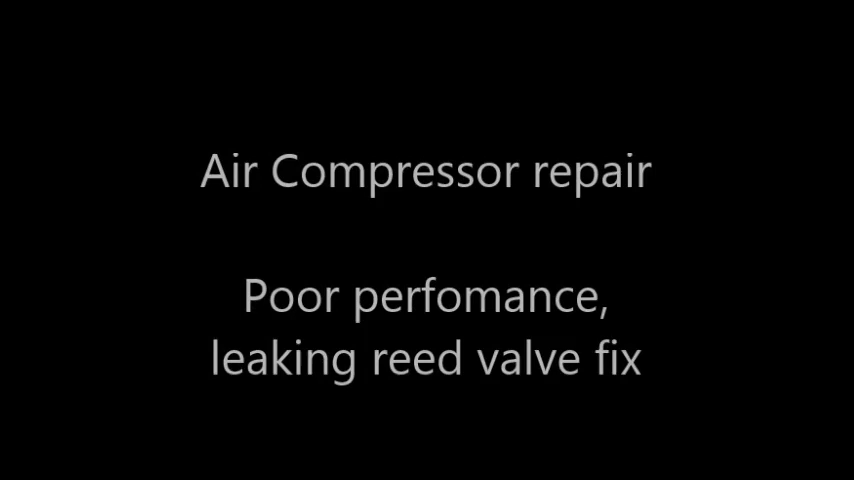 Air Compressor repair
Poor perfomance,
leaking reed valve fix